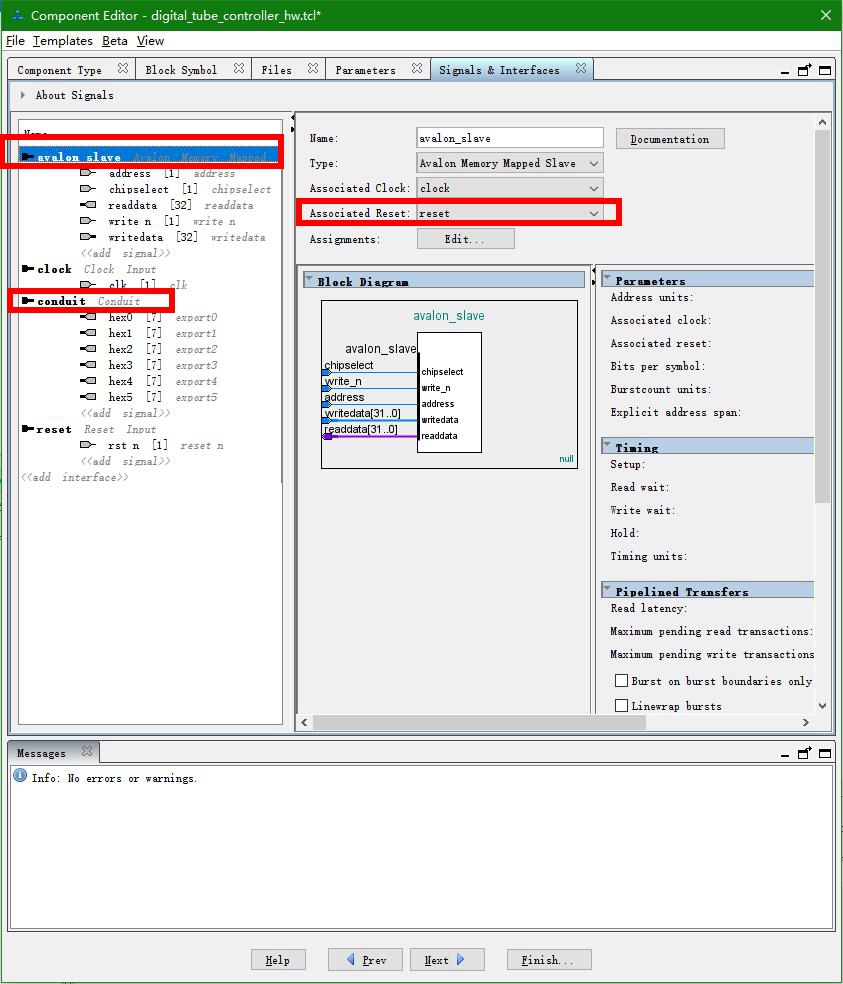 Component Editor - digital_tube_controller_hw.tcl*
File Templates Beta View
Component Type Block Symbol Files Parameters Signals & Interfaces
About Signals
Name
avalon_slave Avalon Memory Mapped
address [1] address
chipselect [1] chipselect
readdata [32] readdata
write_n [1] write_n
writedata [32] writedata
<<add signal>>
clock Clock Input
clk [1] clk
conduit Conduit
hex0 [7] export0
hex1 [7] export1
hex2 [7] export2
hex3 [7] export3
hex4 [7] export4
hex5 [7] export5
<<add signal>>
reset Reset Input
rst_n [1] reset_n
<<add signal>>
<<add interface>>
Name: avalon_slave Documentation
Type: Avalon Memory Mapped Slave
Associated Clock: clock
Associated Reset: reset
Assignments: Edit...
Block Diagram
avalon_slave
avalon_slave
chipselect chipselect
write_n write_n
address address
writedata[31..0] writedata
readdata[31..0] readdata
null
Parameters
Address units:
Associated clock:
Associated reset:
Bits per symbol:
Burstcount units:
Explicit address span:
Timing
Setup:
Read wait:
Write wait:
Hold:
Timing units:
Pipelined Transfers
Read latency:
Maximum pending read transactions:
Maximum pending write transactions
Burst on burst boundaries only
Linewrap bursts
Messages
Info: No errors or warnings.
Help Prev Next Finish...